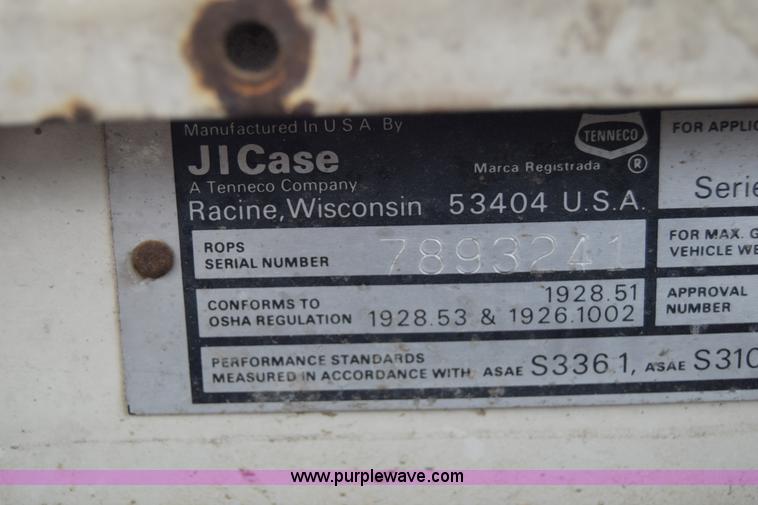 Manufactured In U S A By
TENNECO
FOR APPLIC
JI Case
Marca Registrada ®
A Tenneco Company
Serie
Racine, Wisconsin 53404 U.S.A.
ROPS
SERIAL NUMBER 7893241
FOR MAX. G
VEHICLE WE
CONFORMS TO 1928.51
OSHA REGULATION 1928.53 & 1926.1002
APPROVAL
NUMBER
PERFORMANCE STANDARDS
MEASURED IN ACCORDANCE WITH ASAE S336 1, ASAE S310
www.purplewave.com